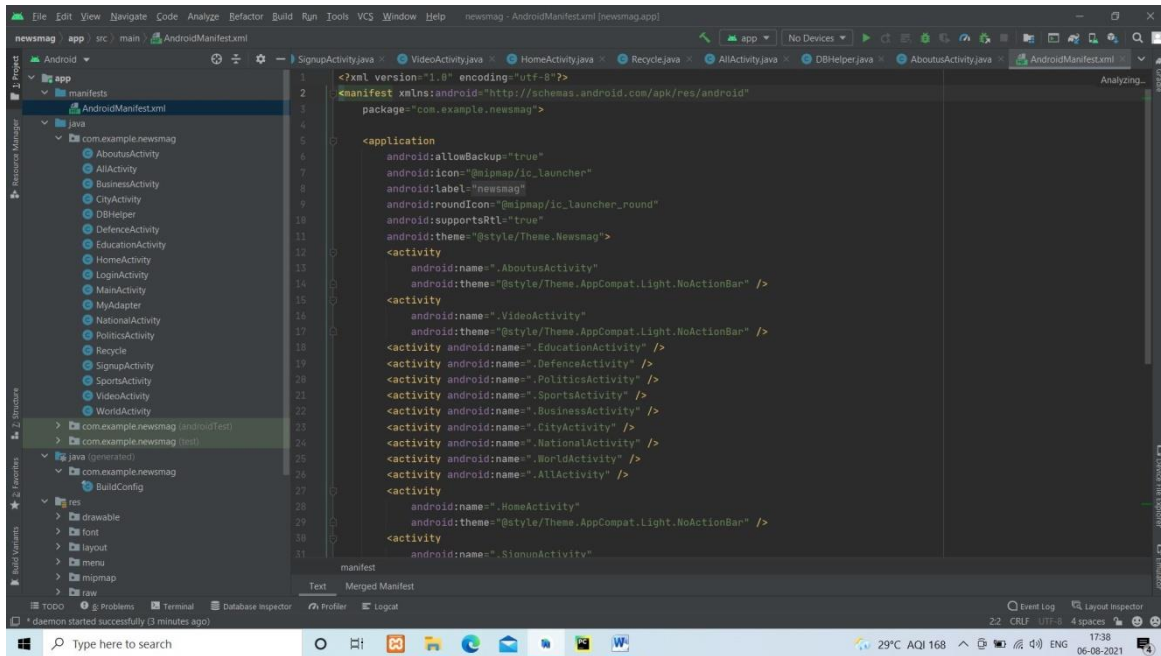 File Edit View Navigate Code Analyze Refactor Build Run Tools VCS Window Help newsmag - AndroidManifest.xml [newsmag.app]
newsmag app src main AndroidManifest.xml app No Devices
Android SignupActivity.java VideoActivity.java HomeActivity.java Recycle.java AllActivity.java DBHelper.java AboutusActivity.java AndroidManifest.xml
Analyzing...
1: Project
Resource Manager
Z: Structure
2: Favorites
Build Variants
app
manifests
AndroidManifest.xml
java
com.example.newsmag
AboutusActivity
AllActivity
BusinessActivity
CityActivity
DBHelper
DefenceActivity
EducationActivity
HomeActivity
LoginActivity
MainActivity
MyAdapter
NationalActivity
PoliticsActivity
Recycle
SignupActivity
SportsActivity
VideoActivity
WorldActivity
com.example.newsmag (androidTest)
com.example.newsmag (test)
java (generated)
com.example.newsmag
BuildConfig
res
drawable
font
layout
menu
mipmap
raw
1 <?xml version="1.0" encoding="utf-8"?>
2 <manifest xmlns:android="http://schemas.android.com/apk/res/android"
3 package="com.example.newsmag">
4
5 <application
6 android:allowBackup="true"
7 android:icon="@mipmap/ic_launcher"
8 android:label="newsmag"
9 android:roundIcon="@mipmap/ic_launcher_round"
10 android:supportsRtl="true"
11 android:theme="@style/Theme.Newsmag">
12 <activity
13 android:name=".AboutusActivity"
14 android:theme="@style/Theme.AppCompat.Light.NoActionBar" />
15 <activity
16 android:name=".VideoActivity"
17 android:theme="@style/Theme.AppCompat.Light.NoActionBar" />
18 <activity android:name=".EducationActivity" />
19 <activity android:name=".DefenceActivity" />
20 <activity android:name=".PoliticsActivity" />
21 <activity android:name=".SportsActivity" />
22 <activity android:name=".BusinessActivity" />
23 <activity android:name=".CityActivity" />
24 <activity android:name=".NationalActivity" />
25 <activity android:name=".WorldActivity" />
26 <activity android:name=".AllActivity" />
27 <activity
28 android:name=".HomeActivity"
29 android:theme="@style/Theme.AppCompat.Light.NoActionBar" />
30 <activity
31 android:name=".SignupActivity"
manifest
Text Merged Manifest
Gradle
Device File Explorer
Emulator
TODO 6: Problems Terminal Database Inspector Profiler Logcat Event Log Layout Inspector
* daemon started successfully (3 minutes ago) 2:2 CRLF UTF-8 4 spaces
Type here to search 29°C AQI 168 ENG 17:38
06-08-2021